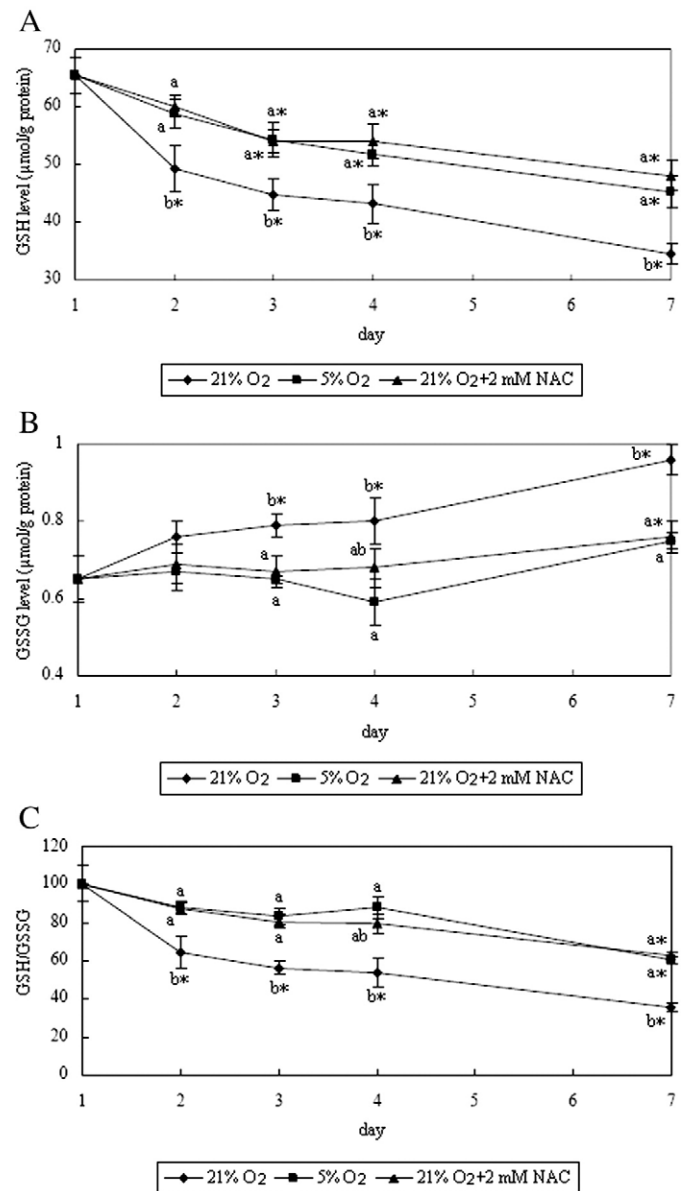 A
70
a
a*
a*
60
a
a*
a*
a*
50
a*
40
b*
b*
b*
b*
30
1 2 3 4 5 6 7
GSH level (μmol/g protein)
day
21% O2 5% O2 21% O2+2 mM NAC
B
1
b*
b*
b*
0.8
a
ab
a*
a
0.6
a
a
0.4
1 2 3 4 5 6 7
GSSG level (μmol/g protein)
day
21% O2 5% O2 21% O2+2 mM NAC
C
120
100
a
a
a
80
a
a
ab
a*
60
a*
b*
b*
b*
40
b*
20
0
1 2 3 4 5 6 7
GSH/GSSG
day
21% O2 5% O2 21% O2+2 mM NAC